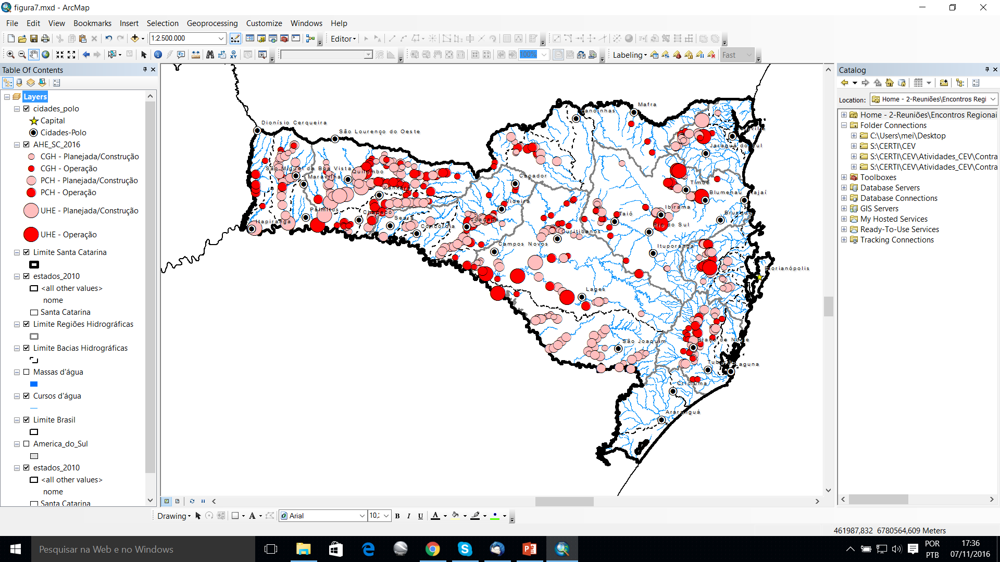 figura7.mxd - ArcMap
File Edit View Bookmarks Insert Selection Geoprocessing Customize Windows Help
1:2.500.000
Editor
100%
Labeling
Fast
Table Of Contents
Layers
cidades_polo
Capital
Cidades-Polo
AHE_SC_2016
CGH - Planejada/Construção
CGH - Operação
PCH - Planejada/Construção
PCH - Operação
UHE - Planejada/Construção
UHE - Operação
Limite Santa Catarina
estados_2010
<all other values>
nome
Santa Catarina
Limite Regiões Hidrográficas
Limite Bacias Hidrográficas
Massas d'água
Cursos d'água
Limite Brasil
America_do_Sul
estados_2010
<all other values>
nome
Santa Catarina
Mafra
Canoinhas
Dionísio Cerqueira
São Lourenço do Oeste
Jaraguá do Sul
São Miguel da Boa Vista
Quilombo
Maravilha
Caçador
Timbó
Xanxerê
Blumenau
Itajaí
Videira
Palmitos
Chapecó
Ibirama
Taió
Brusque
Itapiranga
Seara
Concórdia
Joaçaba
Rio do Sul
Curitibanos
Campos Novos
Ituporanga
Florianópolis
Lages
São Joaquim
Braço do Norte
Tubarão
Laguna
Criciúma
Araranguá
Catalog
Location:
Home - 2-Reuniões\Encontros Regi
Home - 2-Reuniões\Encontros Regionai
Folder Connections
C:\Users\mei\Desktop
S:\CERTI\CEV
S:\CERTI\CEV\Atividades_CEV\Contra
S:\CERTI\CEV\Atividades_CEV\Contra
Toolboxes
Database Servers
Database Connections
GIS Servers
My Hosted Services
Ready-To-Use Services
Tracking Connections
Drawing
A
Arial
10,
B I U A
461987,832 6780564,609 Meters
Pesquisar na Web e no Windows
POR
PTB
17:36
07/11/2016